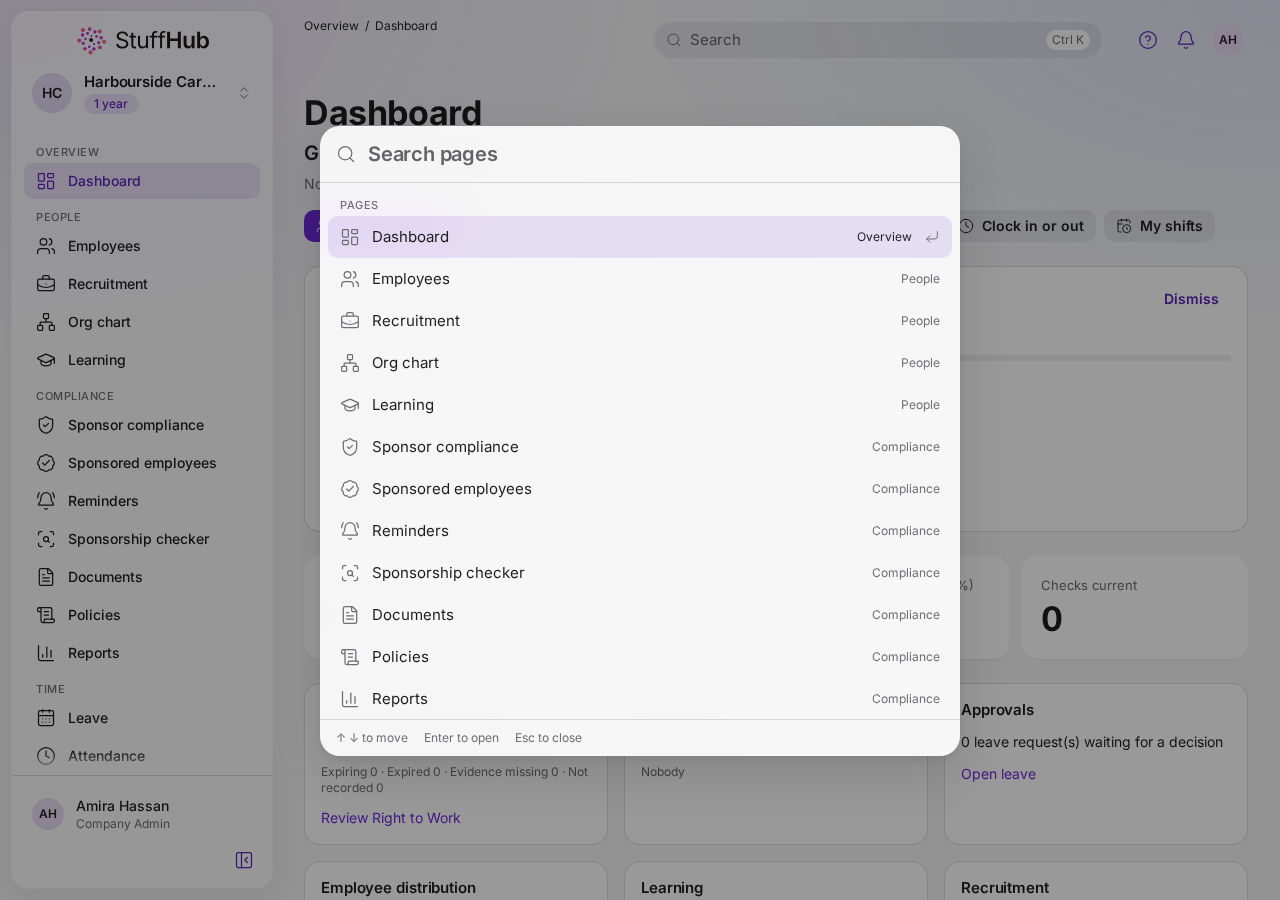 StuffHub
Overview / Dashboard
Search
Ctrl K
AH
HC
Harbourside Car...
1 year
OVERVIEW
Dashboard
PEOPLE
Employees
Recruitment
Org chart
Learning
COMPLIANCE
Sponsor compliance
Sponsored employees
Reminders
Sponsorship checker
Documents
Policies
Reports
TIME
Leave
Attendance
AH
Amira Hassan
Company Admin
Dashboard
Search pages
PAGES
Dashboard Overview
Employees People
Recruitment People
Org chart People
Learning People
Sponsor compliance Compliance
Sponsored employees Compliance
Reminders Compliance
Sponsorship checker Compliance
Documents Compliance
Policies Compliance
Reports Compliance
↑ ↓ to move Enter to open Esc to close
Clock in or out
My shifts
Dismiss
%)
Checks current
0
Expiring 0 · Expired 0 · Evidence missing 0 · Not
recorded 0
Review Right to Work
Nobody
Approvals
0 leave request(s) waiting for a decision
Open leave
Employee distribution
Learning
Recruitment